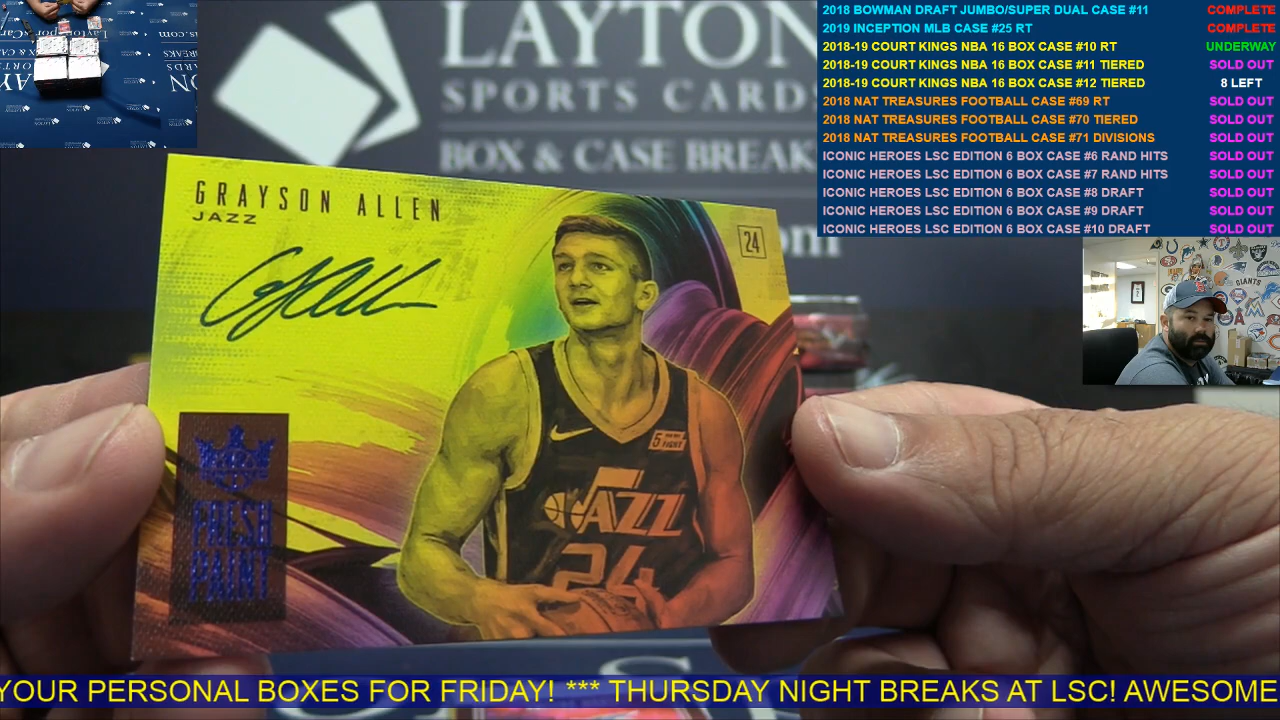 LAYTON
SPORTS CARDS
BOX & CASE BREAK
GRAYSON ALLEN
JAZZ
24
5 FOR THE FIGHT
JAZZ
24
FRESH
PAINT
2018 BOWMAN DRAFT JUMBO/SUPER DUAL CASE #11 COMPLETE
2019 INCEPTION MLB CASE #25 RT COMPLETE
2018-19 COURT KINGS NBA 16 BOX CASE #10 RT UNDERWAY
2018-19 COURT KINGS NBA 16 BOX CASE #11 TIERED SOLD OUT
2018-19 COURT KINGS NBA 16 BOX CASE #12 TIERED 8 LEFT
2018 NAT TREASURES FOOTBALL CASE #69 RT SOLD OUT
2018 NAT TREASURES FOOTBALL CASE #70 TIERED SOLD OUT
2018 NAT TREASURES FOOTBALL CASE #71 DIVISIONS SOLD OUT
ICONIC HEROES LSC EDITION 6 BOX CASE #6 RAND HITS SOLD OUT
ICONIC HEROES LSC EDITION 6 BOX CASE #7 RAND HITS SOLD OUT
ICONIC HEROES LSC EDITION 6 BOX CASE #8 DRAFT SOLD OUT
ICONIC HEROES LSC EDITION 6 BOX CASE #9 DRAFT SOLD OUT
ICONIC HEROES LSC EDITION 6 BOX CASE #10 DRAFT SOLD OUT
GIANTS
YOUR PERSONAL BOXES FOR FRIDAY! *** THURSDAY NIGHT BREAKS AT LSC! AWESOME